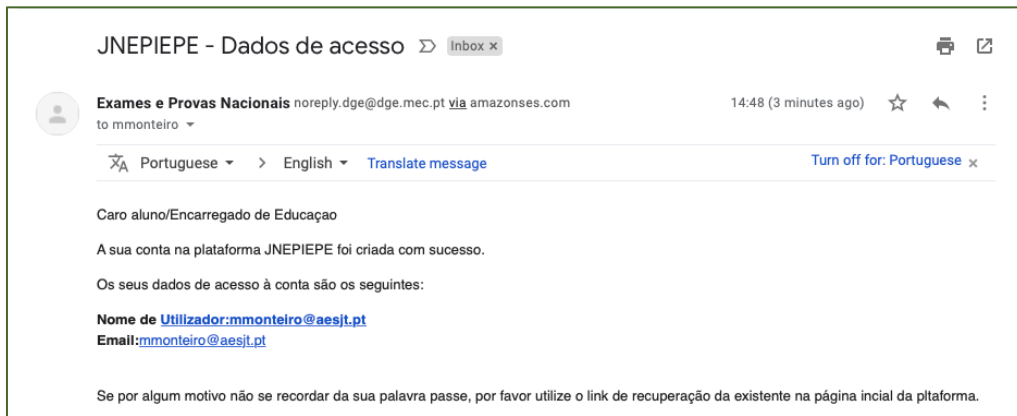 JNEPIEPE - Dados de acesso Inbox ×
Exames e Provas Nacionais noreply.dge@dge.mec.pt via amazonses.com 14:48 (3 minutes ago)
to mmonteiro
Portuguese > English Translate message Turn off for: Portuguese ×
Caro aluno/Encarregado de Educaçao
A sua conta na plataforma JNEPIEPE foi criada com sucesso.
Os seus dados de acesso à conta são os seguintes:
Nome de Utilizador:mmonteiro@aesjt.pt
Email:mmonteiro@aesjt.pt
Se por algum motivo não se recordar da sua palavra passe, por favor utilize o link de recuperação da existente na página incial da pltaforma.